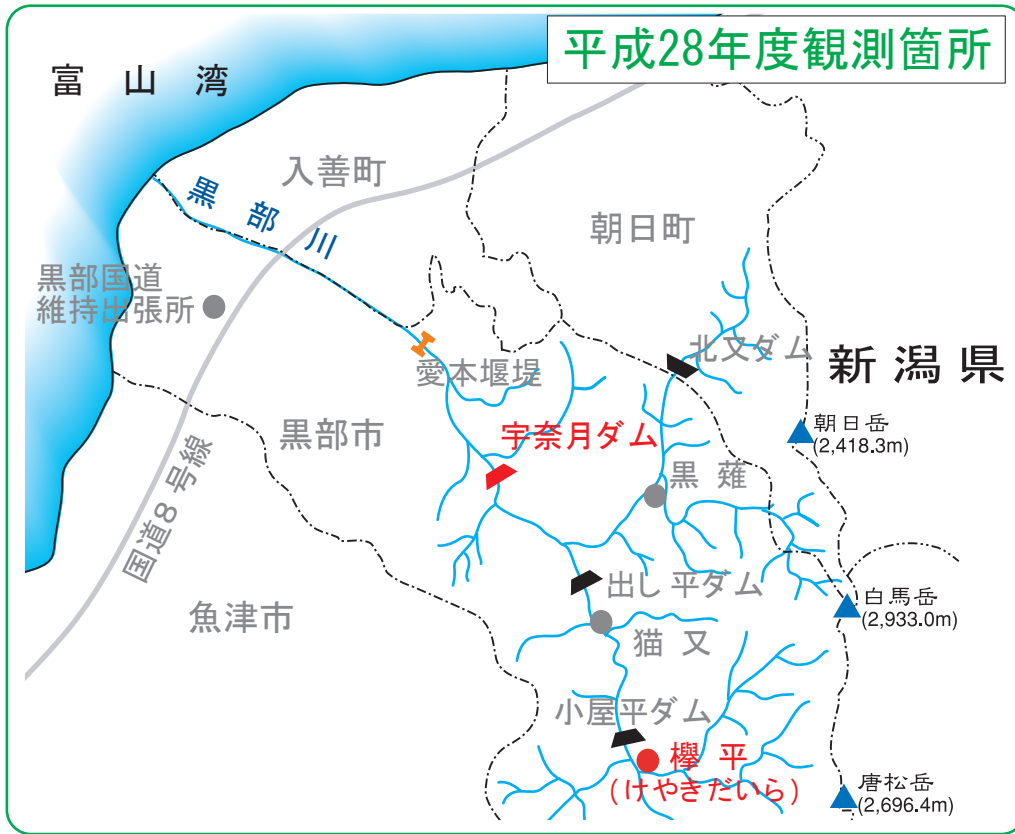 平成28年度観測箇所
富山湾
入善町
黒部川
朝日町
黒部国道
維持出張所
北又ダム
新潟県
愛本堰堤
朝日岳
(2,418.3m)
黒部市
宇奈月ダム
黒薙
国道8号線
出し平ダム
白馬岳
(2,933.0m)
魚津市
猫又
小屋平ダム
欅平
(けやきだいら)
唐松岳
(2,696.4m)